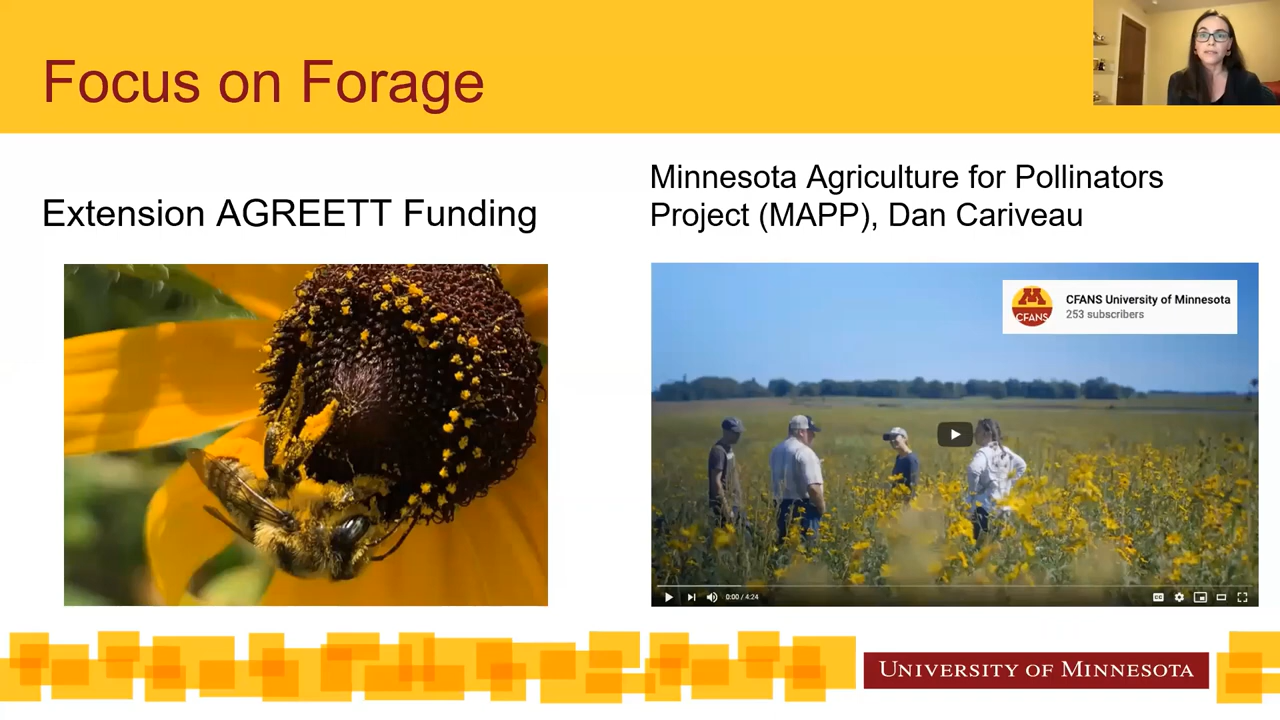 Focus on Forage
Extension AGREETT Funding
Minnesota Agriculture for Pollinators
Project (MAPP), Dan Cariveau
CFANS University of Minnesota
253 subscribers
CFANS
0:00 / 4:24
CC
UNIVERSITY OF MINNESOTA